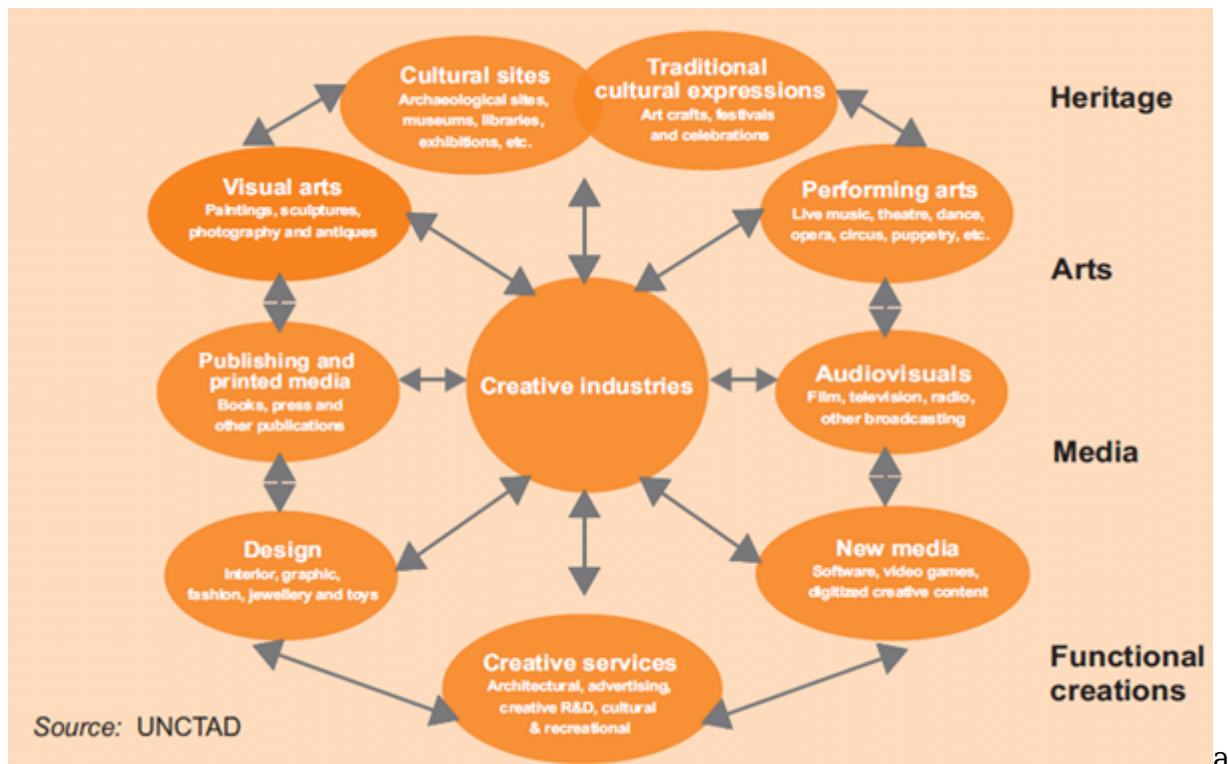 Cultural sites
Archaeological sites,
museums, libraries,
exhibitions, etc.
Traditional
cultural expressions
Art crafts, festivals
and celebrations
Heritage
Visual arts
Paintings, sculptures,
photography and antiques
Performing arts
Live music, theatre, dance,
opera, circus, puppetry, etc.
Arts
Publishing and
printed media
Books, press and
other publications
Creative industries
Audiovisuals
Film, television, radio,
other broadcasting
Media
Design
Interior, graphic,
fashion, jewellery and toys
New media
Software, video games,
digitized creative content
Creative services
Architectural, advertising,
creative R&D, cultural
& recreational
Functional
creations
Source: UNCTAD
a